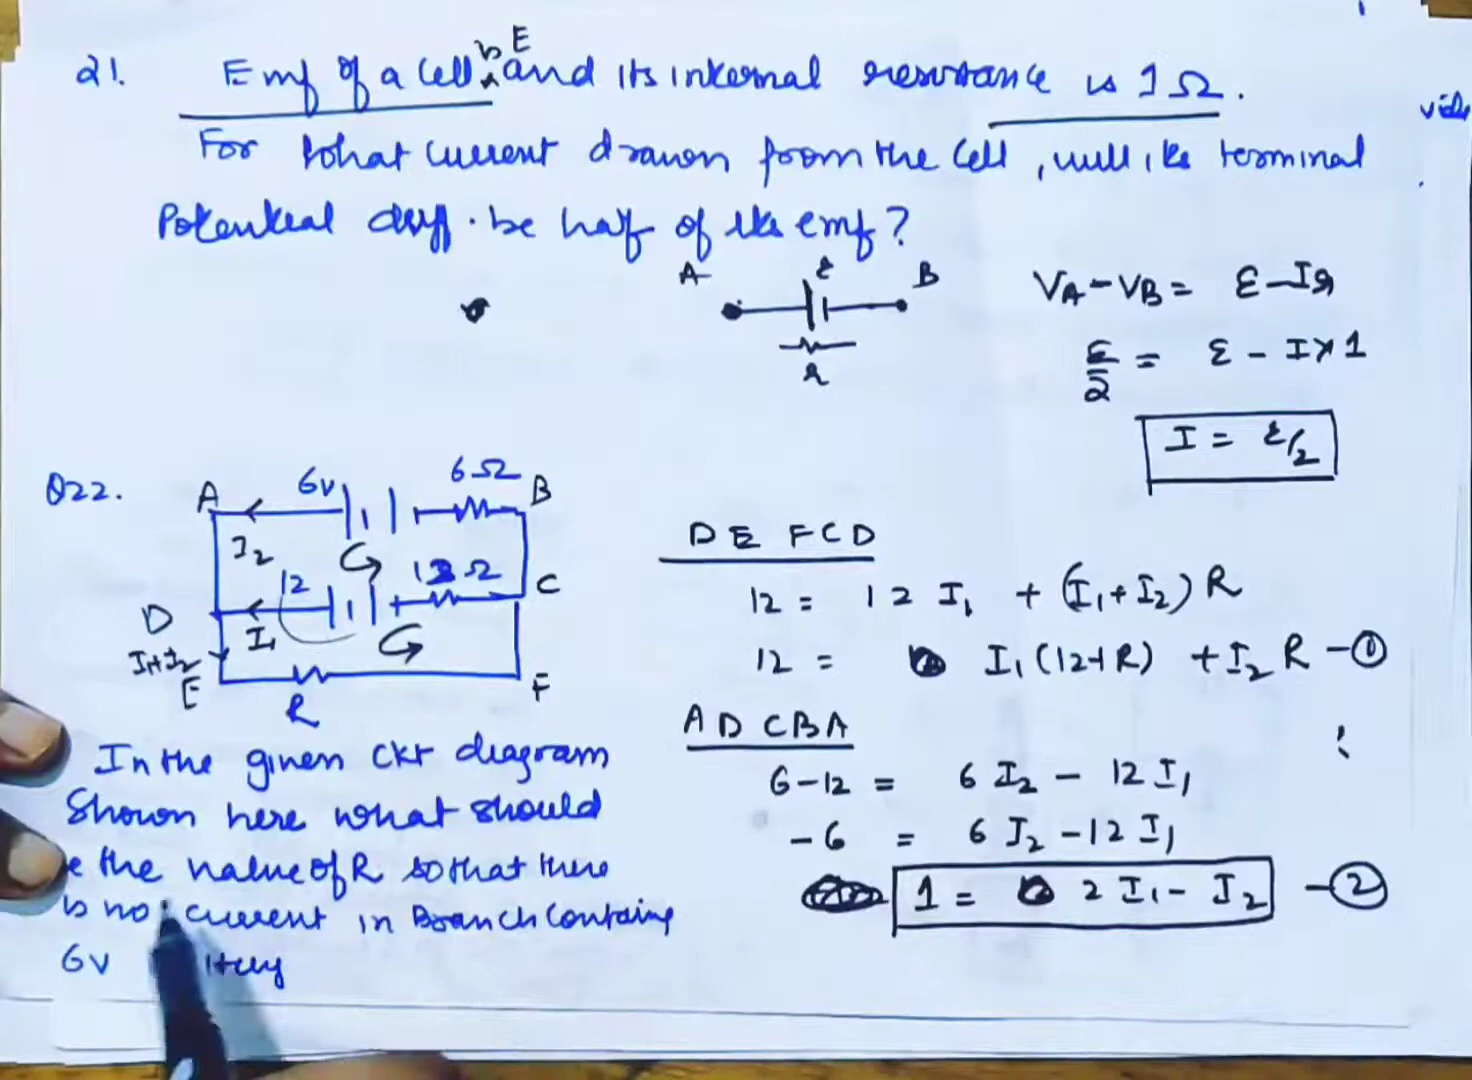 21. Emf of a cell is E and its internal resistance is 1Ω.
For what current drawn from the cell, will its terminal
Potential diff. be half of its emf?
A ε B
r
VA - VB = ε - Ir
ε/2 = ε - I×1
I = ε/2
Q22.
A 6V 6Ω B
I2
12 12Ω C
D I1
I1+I2
E R F
In the given ckt diagram
Shown here what should
e the value of R so that there
is no current in Branch Containg
6V
DEFCD
12 = 12 I1 + (I1+I2) R
12 = I1 (12+R) + I2 R - ①
ADCBA
6-12 = 6 I2 - 12 I1
-6 = 6 I2 - 12 I1
1 = 2 I1 - I2 - ②